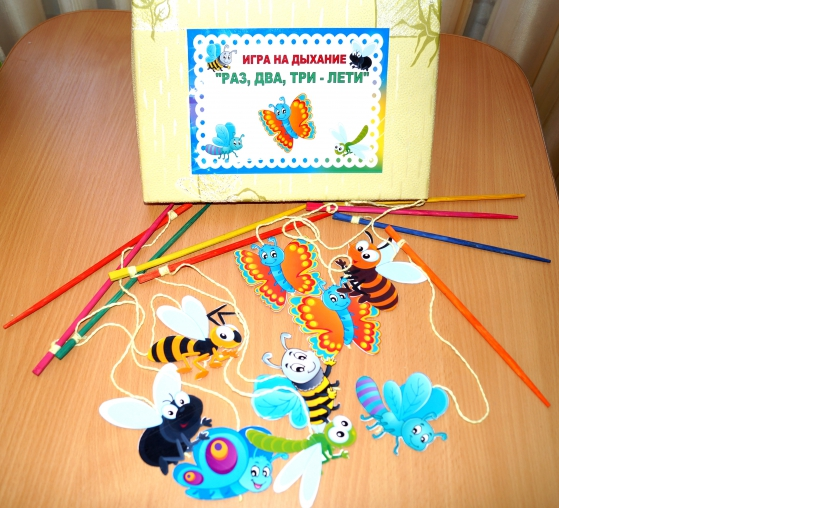 ИГРА НА ДЫХАНИЕ
"РАЗ, ДВА, ТРИ - ЛЕТИ"